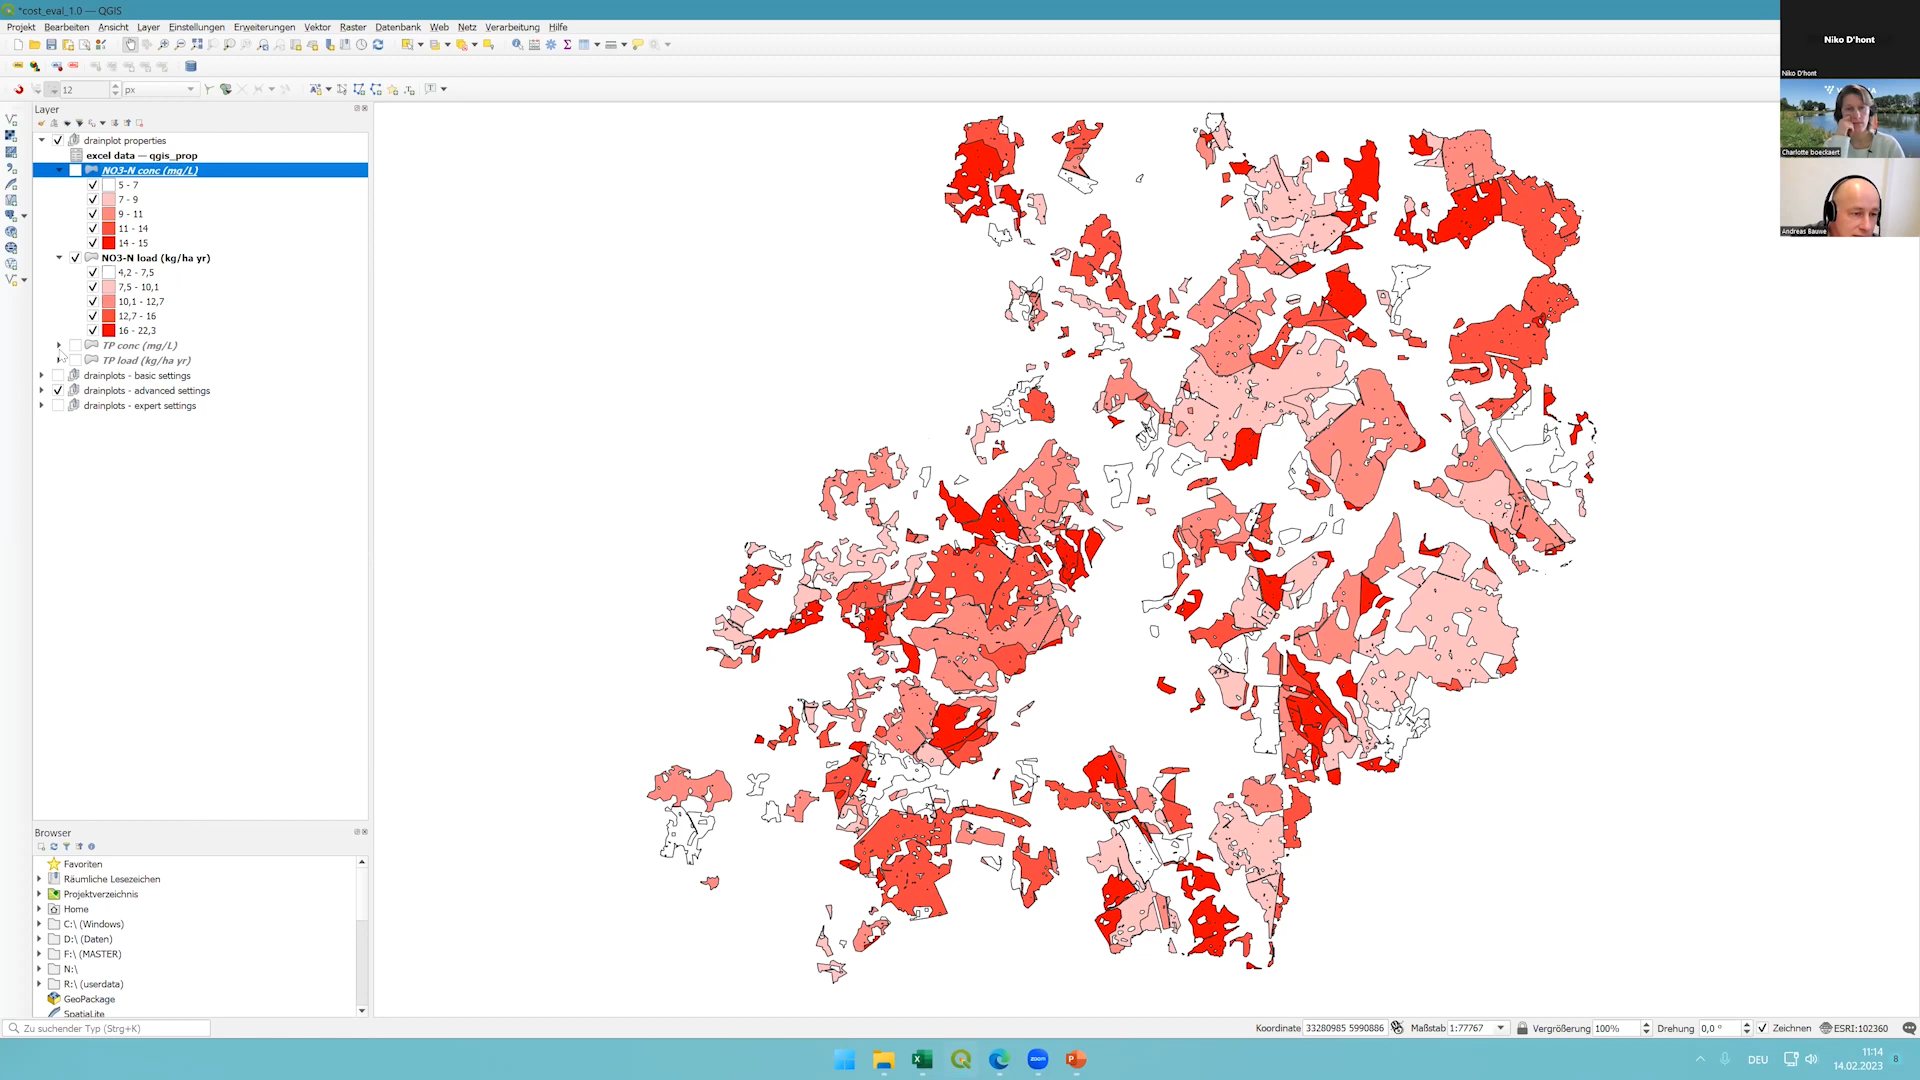 *cost_eval_1.0 — QGIS
Projekt Bearbeiten Ansicht Layer Einstellungen Erweiterungen Vektor Raster Datenbank Web Netz Verarbeitung Hilfe
12 px
Layer
drainplot properties
excel data — qgis_prop
NO3-N conc (mg/L)
5 - 7
7 - 9
9 - 11
11 - 14
14 - 15
NO3-N load (kg/ha yr)
4,2 - 7,5
7,5 - 10,1
10,1 - 12,7
12,7 - 16
16 - 22,3
TP conc (mg/L)
TP load (kg/ha yr)
drainplots - basic settings
drainplots - advanced settings
drainplots - expert settings
Browser
Favoriten
Räumliche Lesezeichen
Projektverzeichnis
Home
C:\ (Windows)
D:\ (Daten)
F:\ (MASTER)
N:\
R:\ (userdata)
GeoPackage
SpatiaLite
Zu suchender Typ (Strg+K)
Koordinate 33280985 5990886 Maßstab 1:77767 Vergrößerung 100% Drehung 0,0 ° Zeichnen ESRI:102360
zoom
DEU
11:14
14.02.2023
8
Niko D'hont
Niko D'hont
Charlotte boeckaert
Andreas Bauwe